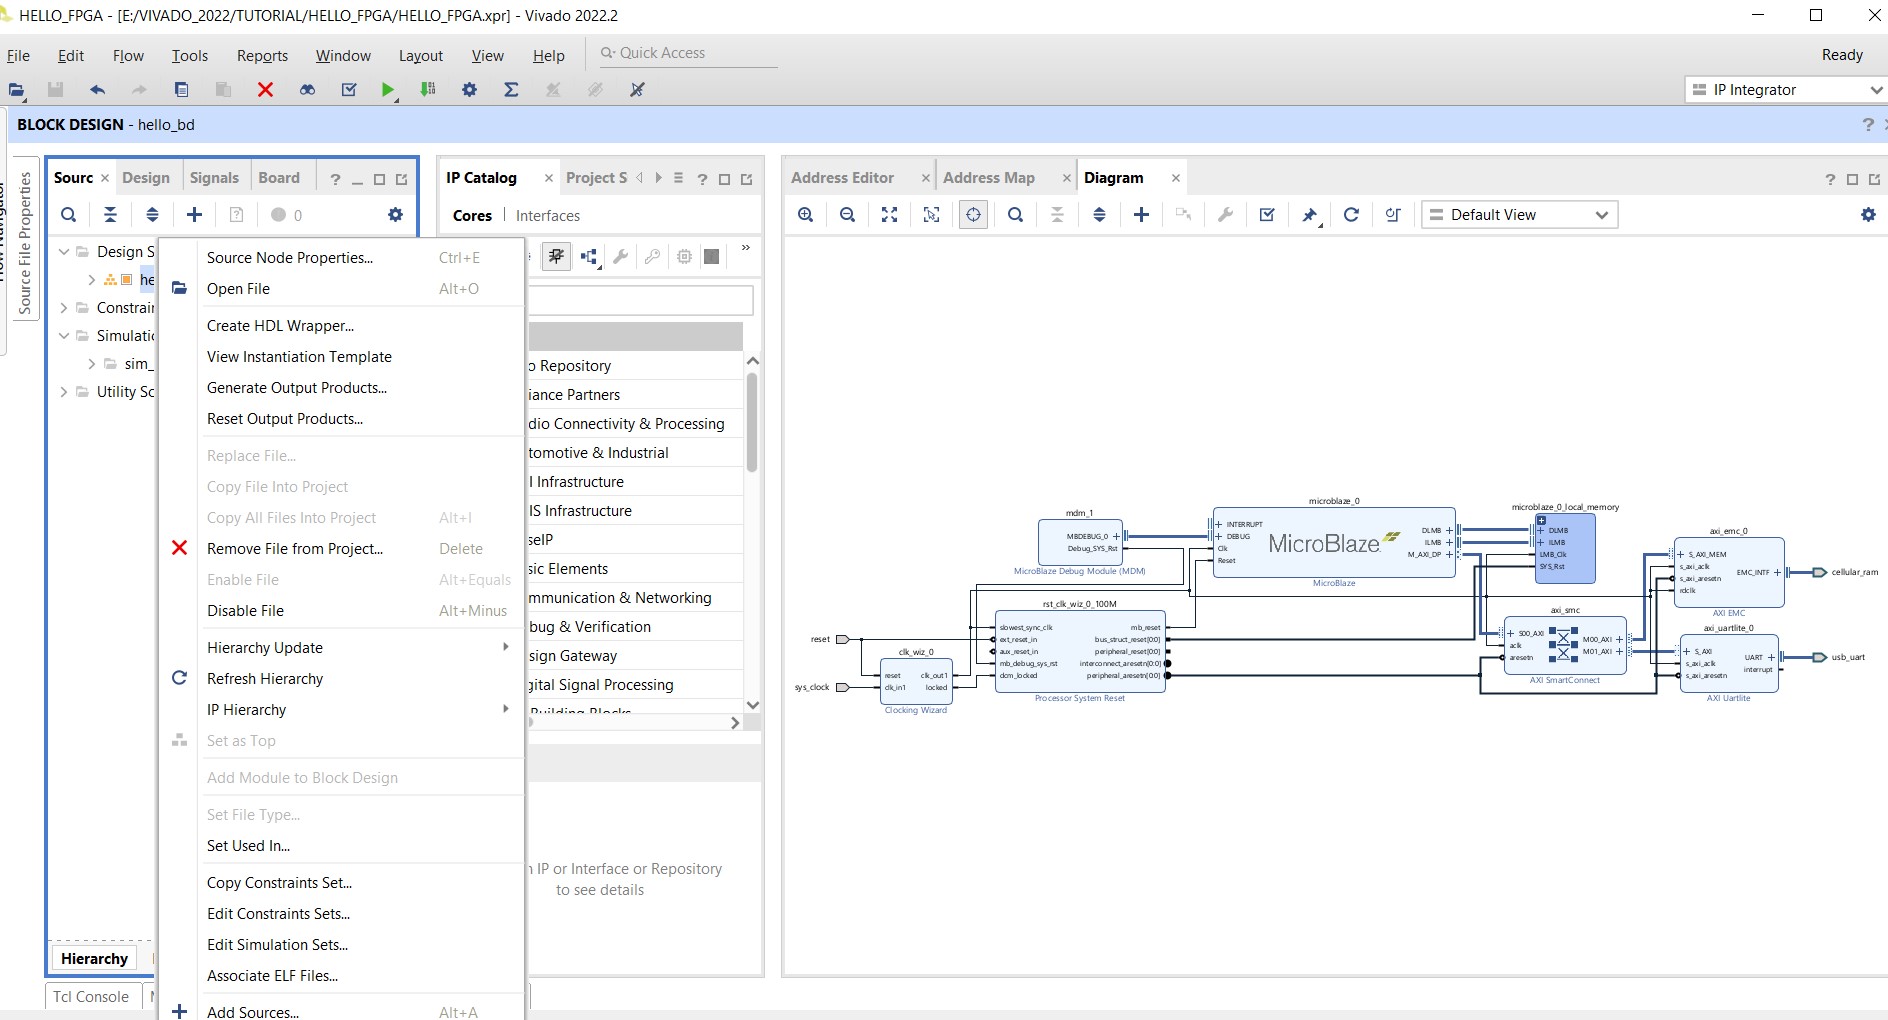 HELLO_FPGA - [E:/VIVADO_2022/TUTORIAL/HELLO_FPGA/HELLO_FPGA.xpr] - Vivado 2022.2
File Edit Flow Tools Reports Window Layout View Help Quick Access
Ready
IP Integrator
BLOCK DESIGN - hello_bd
?
Source File Properties
Sourc Design Signals Board ?
0
Design S
he
Constrain
Simulatio
sim_
Utility So
Hierarchy
Tcl Console
Source Node Properties... Ctrl+E
Open File Alt+O
Create HDL Wrapper...
View Instantiation Template
Generate Output Products...
Reset Output Products...
Replace File...
Copy File Into Project
Copy All Files Into Project Alt+I
Remove File from Project... Delete
Enable File Alt+Equals
Disable File Alt+Minus
Hierarchy Update
Refresh Hierarchy
IP Hierarchy
Set as Top
Add Module to Block Design
Set File Type...
Set Used In...
Copy Constraints Set...
Edit Constraints Sets...
Edit Simulation Sets...
Associate ELF Files...
Add Sources... Alt+A
IP Catalog Project S ?
Cores Interfaces
»
o Repository
iance Partners
dio Connectivity & Processing
tomotive & Industrial
I Infrastructure
IS Infrastructure
seIP
sic Elements
mmunication & Networking
bug & Verification
sign Gateway
gital Signal Processing
Building Blocks
IP or Interface or Repository
to see details
Address Editor Address Map Diagram ?
Default View
reset
sys_clock
clk_wiz_0
reset clk_out1
clk_in1 locked
Clocking Wizard
mdm_1
MBDEBUG_0
Debug_SYS_Rst
MicroBlaze Debug Module (MDM)
rst_clk_wiz_0_100M
slowest_sync_clk mb_reset
ext_reset_in bus_struct_reset[0:0]
aux_reset_in peripheral_reset[0:0]
mb_debug_sys_rst interconnect_aresetn[0:0]
dcm_locked peripheral_aresetn[0:0]
Processor System Reset
microblaze_0
INTERRUPT DLMB
DEBUG ILMB
Clk M_AXI_DP
Reset
MicroBlaze
MicroBlaze
microblaze_0_local_memory
DLMB
ILMB
LMB_Clk
SYS_Rst
axi_smc
S00_AXI M00_AXI
aclk M01_AXI
aresetn
AXI SmartConnect
axi_emc_0
S_AXI_MEM
s_axi_aclk EMC_INTF
s_axi_aresetn
rdclk
AXI EMC
cellular_ram
axi_uartlite_0
S_AXI UART
s_axi_aclk interrupt
s_axi_aresetn
AXI Uartlite
usb_uart